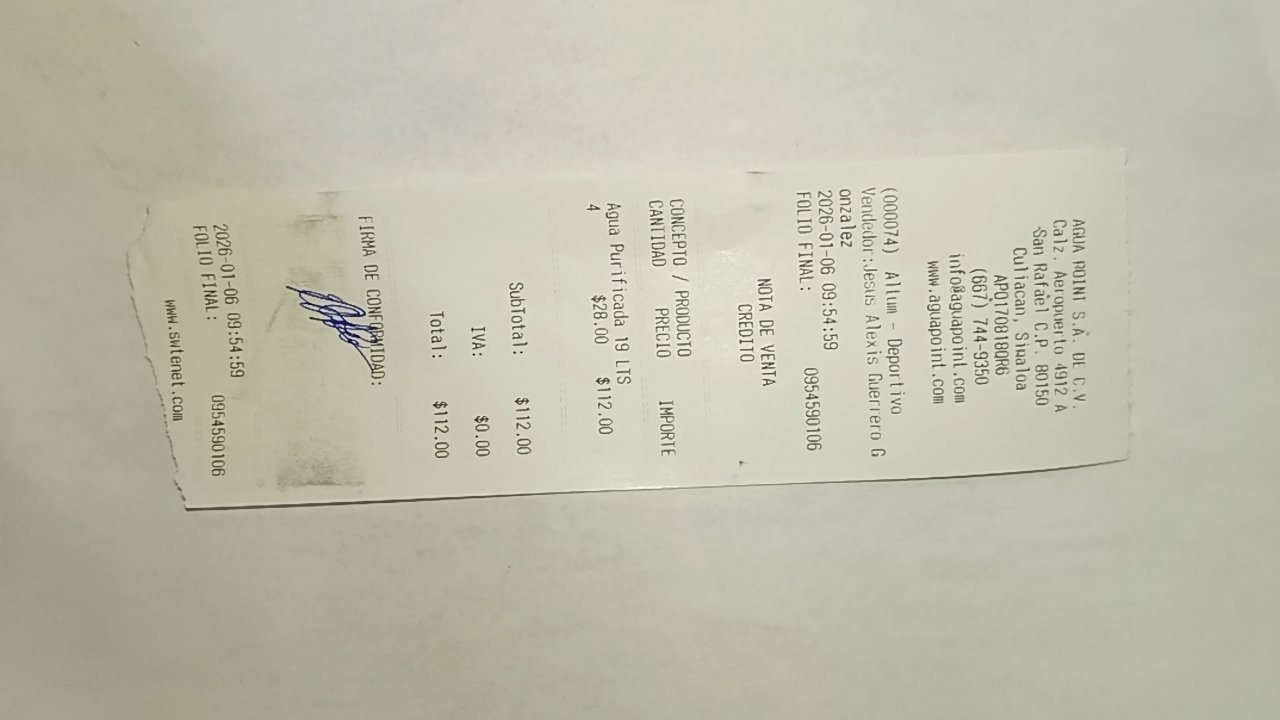 AGUA POINT S.A. DE C.V.
Calz. Aeropuerto 4912 A
San Rafael C.P. 80150
Culiacan, Sinaloa
APO170818QR6
(667) 744-9350
info@aguapoint.com
www.aguapoint.com
(000074) Altum - Deportivo
Vendedor:Jesus Alexis Guerrero G
onzalez
2026-01-06 09:54:59
FOLIO FINAL: 0954590106
NOTA DE VENTA
CREDITO
CONCEPTO / PRODUCTO
CANTIDAD PRECIO IMPORTE
Agua Purificada 19 LTS
4 $28.00 $112.00
SubTotal: $112.00
IVA: $0.00
Total: $112.00
FIRMA DE CONFORMIDAD:
2026-01-06 09:54:59
FOLIO FINAL: 0954590106
www.swtenet.com